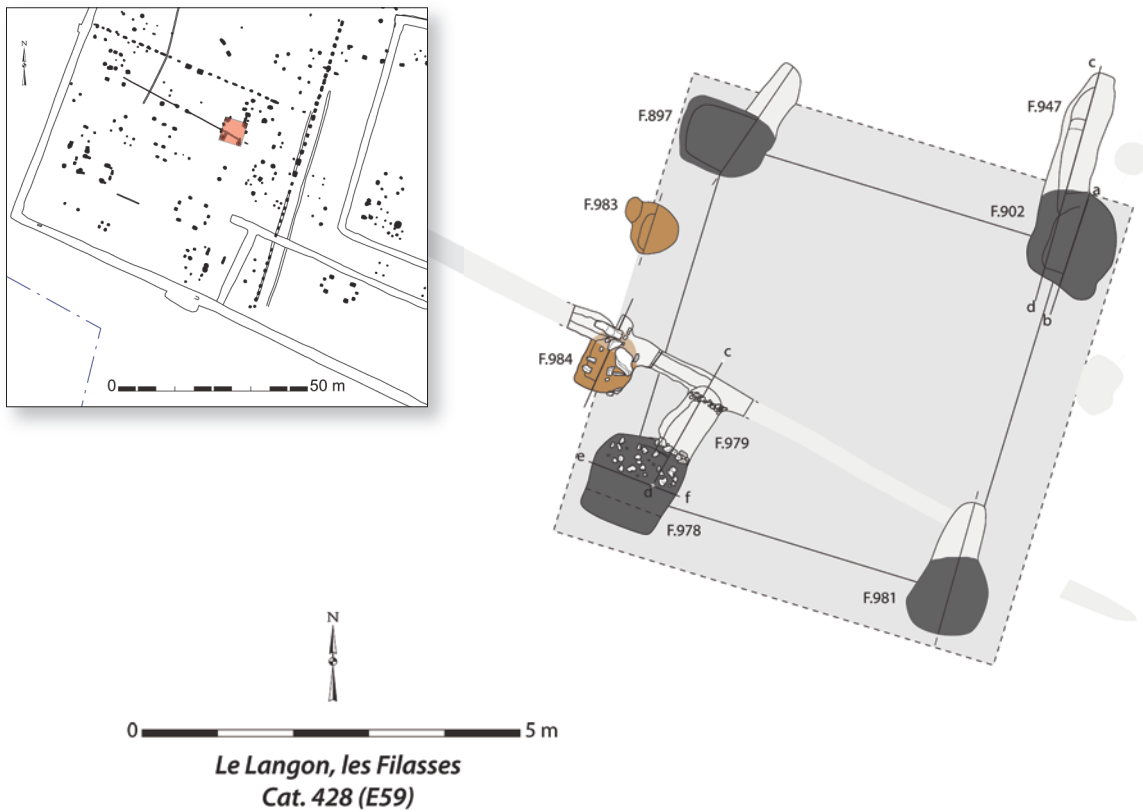 N
0
50 m
c
F.947
F.897
a
F.902
F.983
d
b
F.984
c
F.979
e
d
f
F.978
F.981
N
0
5 m
Le Langon, les Filasses
Cat. 428 (E59)